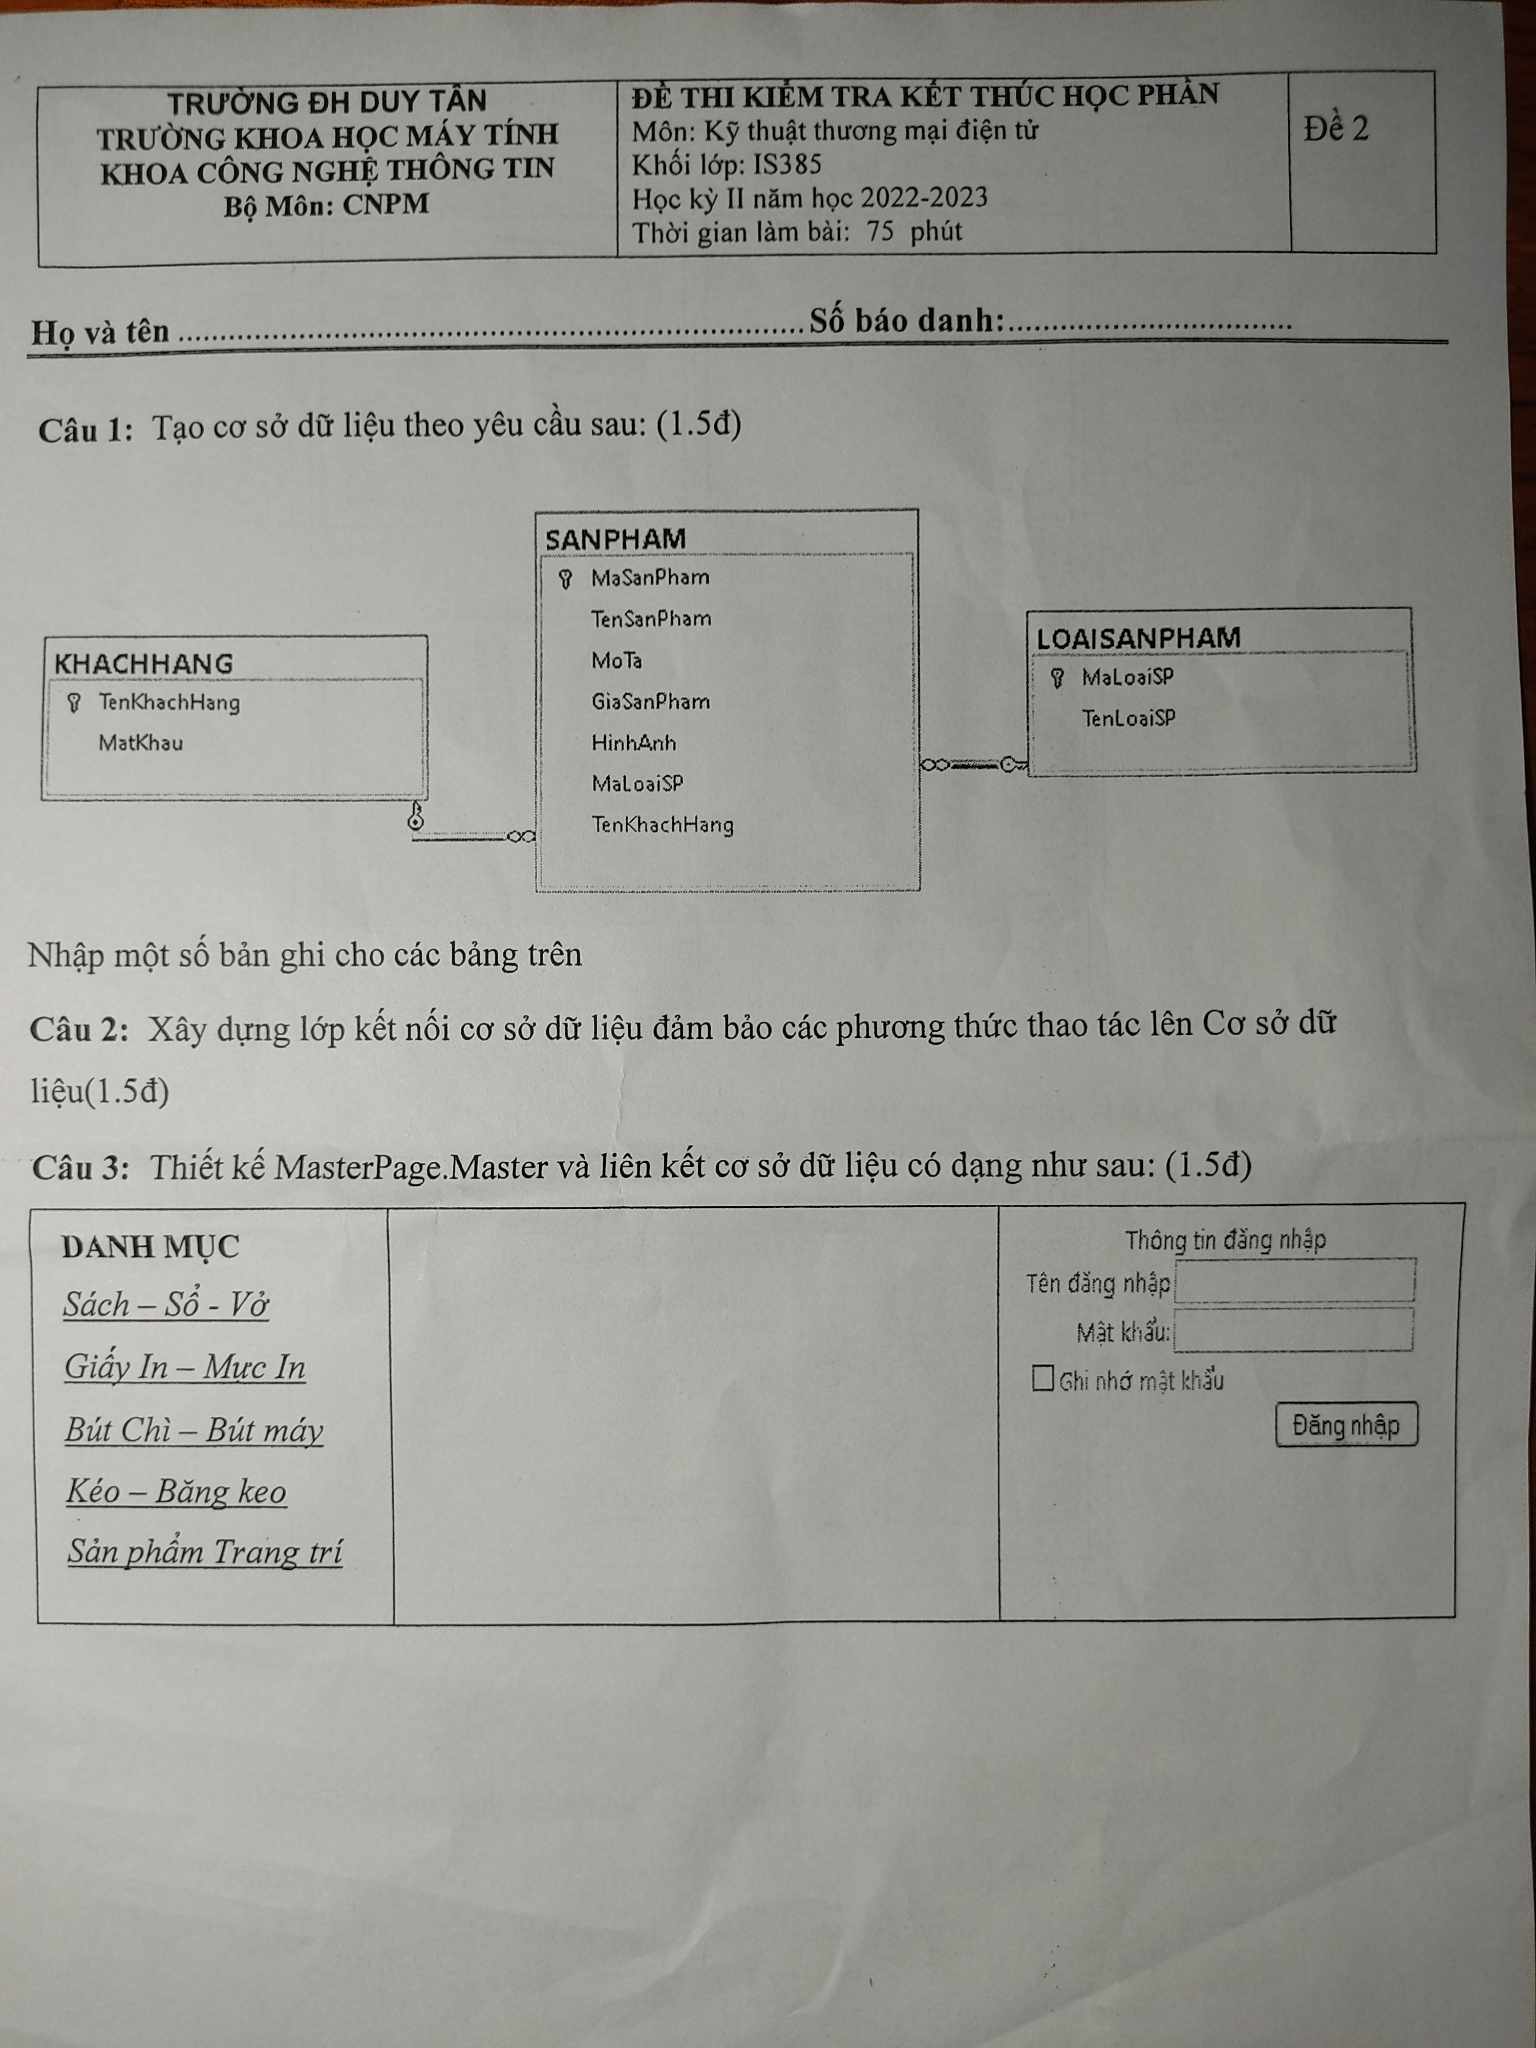 TRƯỜNG ĐH DUY TÂN
TRƯỜNG KHOA HỌC MÁY TÍNH
KHOA CÔNG NGHỆ THÔNG TIN
Bộ Môn: CNPM
ĐỀ THI KIỂM TRA KẾT THÚC HỌC PHẦN
Môn: Kỹ thuật thương mại điện tử
Khối lớp: IS385
Học kỳ II năm học 2022-2023
Thời gian làm bài: 75 phút
Đề 2
Họ và tên ........................................................................... Số báo danh:.................................
Câu 1: Tạo cơ sở dữ liệu theo yêu cầu sau: (1.5đ)
KHACHHANG
TenKhachHang
MatKhau
SANPHAM
MaSanPham
TenSanPham
MoTa
GiaSanPham
HinhAnh
MaLoaiSP
TenKhachHang
LOAISANPHAM
MaLoaiSP
TenLoaiSP
Nhập một số bản ghi cho các bảng trên
Câu 2: Xây dựng lớp kết nối cơ sở dữ liệu đảm bảo các phương thức thao tác lên Cơ sở dữ
liệu(1.5đ)
Câu 3: Thiết kế MasterPage.Master và liên kết cơ sở dữ liệu có dạng như sau: (1.5đ)
DANH MỤC
Sách – Sổ - Vở
Giấy In – Mực In
Bút Chì – Bút máy
Kéo – Băng keo
Sản phẩm Trang trí
Thông tin đăng nhập
Tên đăng nhập
Mật khẩu:
Ghi nhớ mật khẩu
Đăng nhập